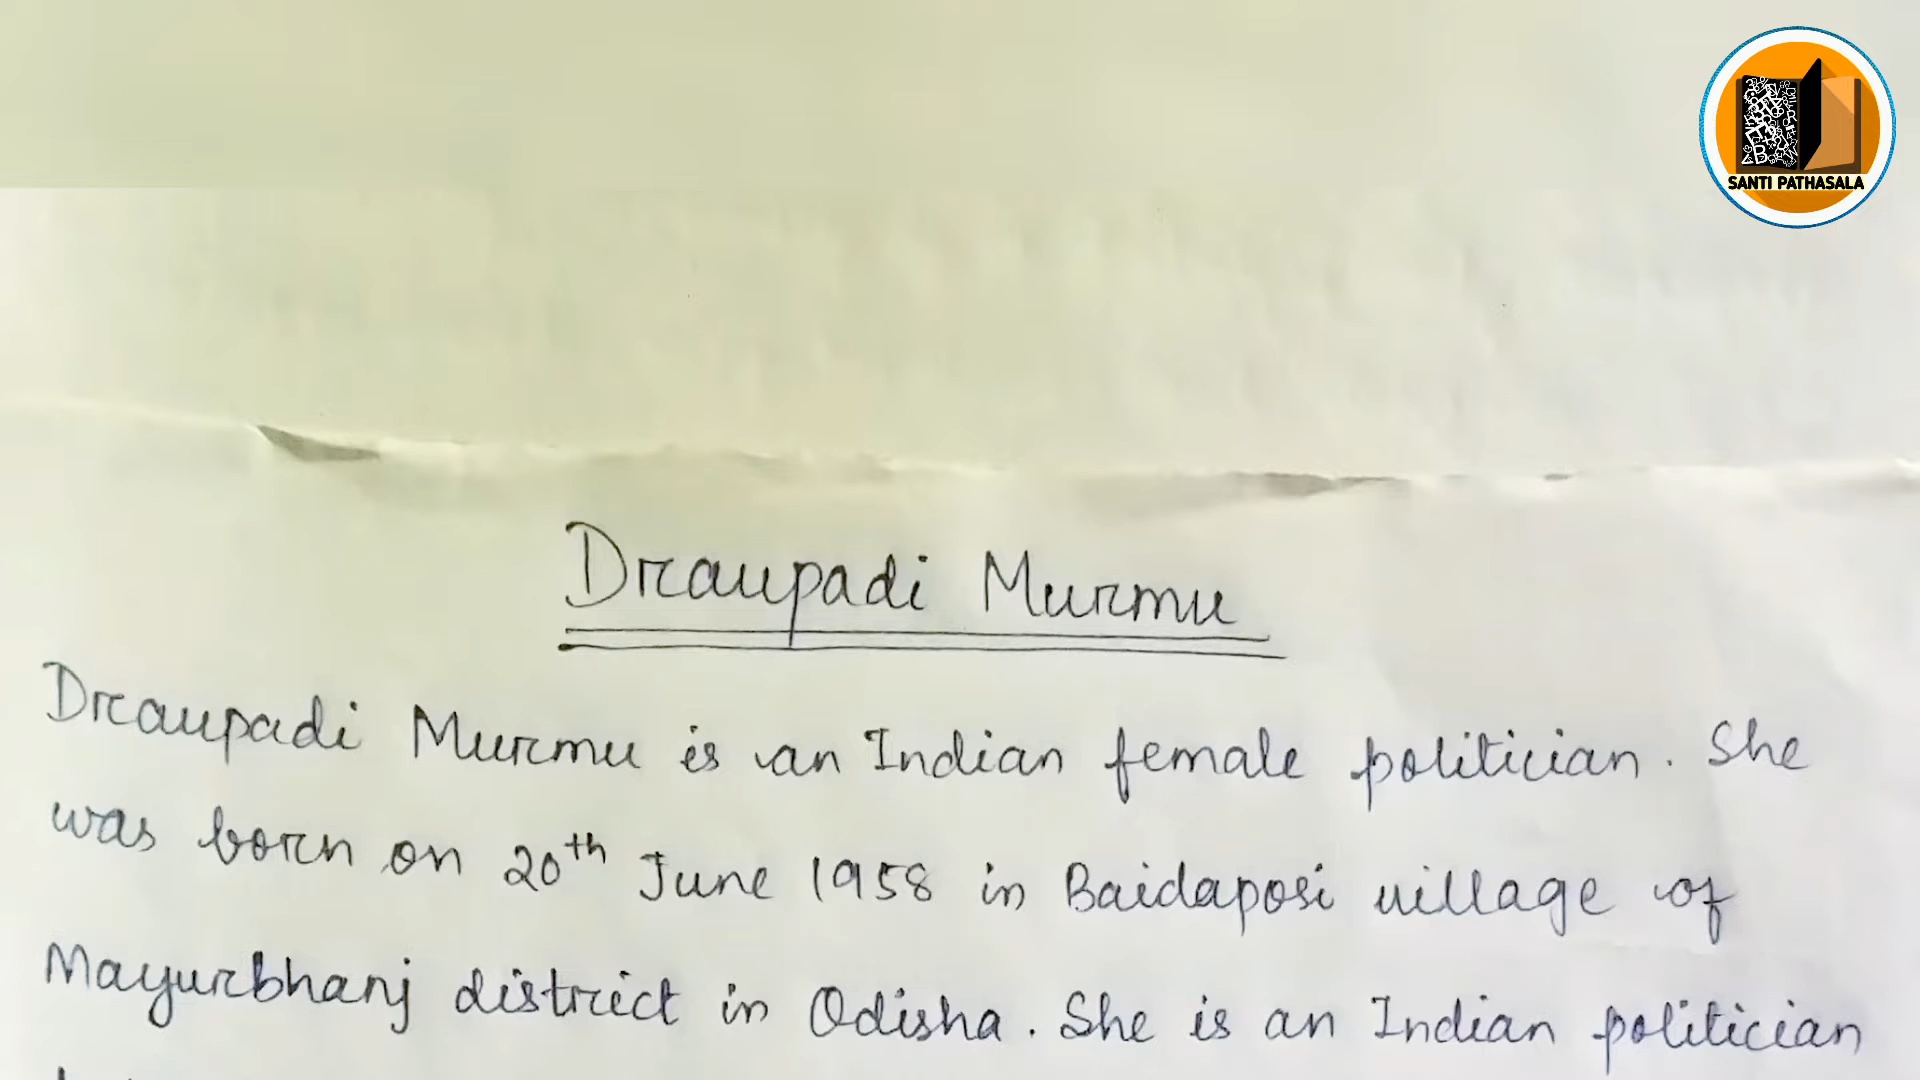 SANTI PATHASALA
Draupadi Murmu
Draupadi Murmu is an Indian female politician. She
was born on 20th June 1958 in Baidaposi village of
Mayurbhanj district in Odisha. She is an Indian politician